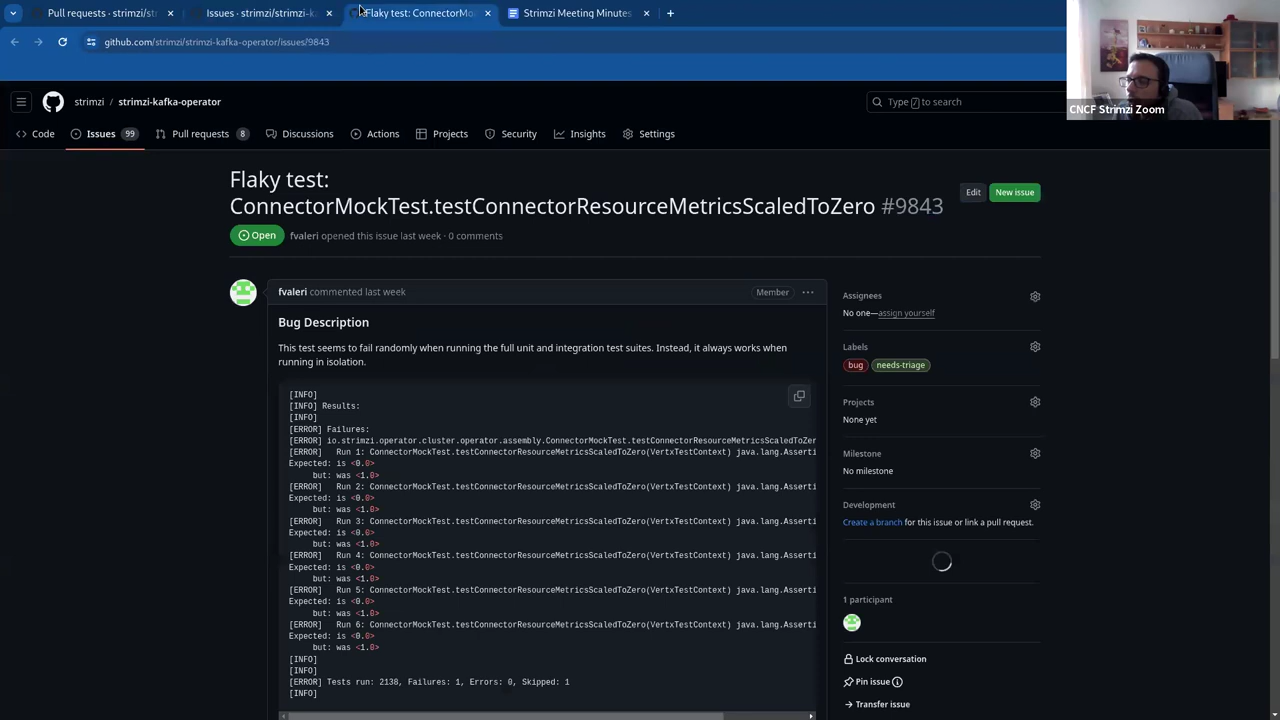 Pull requests · strimzi/str
Issues · strimzi/strimzi-ka
Flaky test: ConnectorMo
Strimzi Meeting Minutes
github.com/strimzi/strimzi-kafka-operator/issues/9843
CNCF Strimzi Zoom
strimzi / strimzi-kafka-operator
Type / to search
Code
Issues 99
Pull requests 8
Discussions
Actions
Projects
Security
Insights
Settings
Flaky test:
ConnectorMockTest.testConnectorResourceMetricsScaledToZero #9843
Edit
New issue
Open
fvaleri opened this issue last week · 0 comments
fvaleri commented last week
Member
Bug Description
This test seems to fail randomly when running the full unit and integration test suites. Instead, it always works when
running in isolation.
[INFO]
[INFO] Results:
[INFO]
[ERROR] Failures:
[ERROR] io.strimzi.operator.cluster.operator.assembly.ConnectorMockTest.testConnectorResourceMetricsScaledToZer
[ERROR]   Run 1: ConnectorMockTest.testConnectorResourceMetricsScaledToZero(VertxTestContext) java.lang.Asserti
Expected: is <0.0>
but: was <1.0>
[ERROR]   Run 2: ConnectorMockTest.testConnectorResourceMetricsScaledToZero(VertxTestContext) java.lang.Asserti
Expected: is <0.0>
but: was <1.0>
[ERROR]   Run 3: ConnectorMockTest.testConnectorResourceMetricsScaledToZero(VertxTestContext) java.lang.Asserti
Expected: is <0.0>
but: was <1.0>
[ERROR]   Run 4: ConnectorMockTest.testConnectorResourceMetricsScaledToZero(VertxTestContext) java.lang.Asserti
Expected: is <0.0>
but: was <1.0>
[ERROR]   Run 5: ConnectorMockTest.testConnectorResourceMetricsScaledToZero(VertxTestContext) java.lang.Asserti
Expected: is <0.0>
but: was <1.0>
[ERROR]   Run 6: ConnectorMockTest.testConnectorResourceMetricsScaledToZero(VertxTestContext) java.lang.Asserti
Expected: is <0.0>
but: was <1.0>
[INFO]
[INFO]
[ERROR] Tests run: 2138, Failures: 1, Errors: 0, Skipped: 1
[INFO]
Assignees
No one—assign yourself
Labels
bug
needs-triage
Projects
None yet
Milestone
No milestone
Development
Create a branch for this issue or link a pull request.
1 participant
Lock conversation
Pin issue
Transfer issue